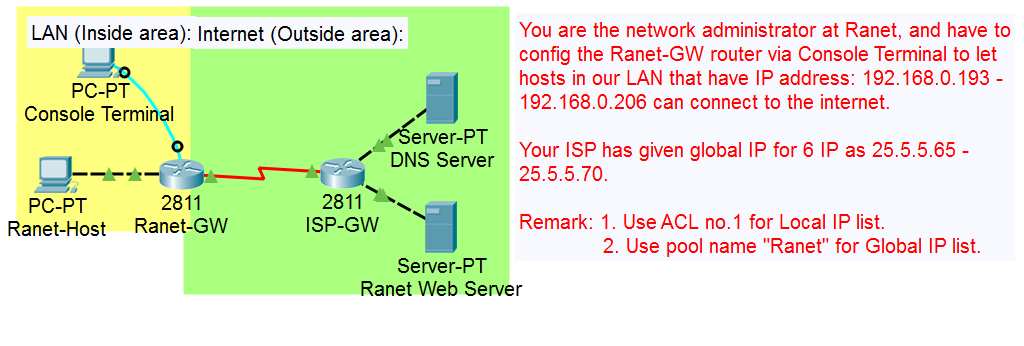 LAN (Inside area):
Internet (Outside area):
PC-PT
Console Terminal
Server-PT
DNS Server
PC-PT
Ranet-Host
2811
Ranet-GW
2811
ISP-GW
Server-PT
Ranet Web Server
You are the network administrator at Ranet, and have to
config the Ranet-GW router via Console Terminal to let
hosts in our LAN that have IP address: 192.168.0.193 -
192.168.0.206 can connect to the internet.
Your ISP has given global IP for 6 IP as 25.5.5.65 -
25.5.5.70.
Remark: 1. Use ACL no.1 for Local IP list.
2. Use pool name "Ranet" for Global IP list.